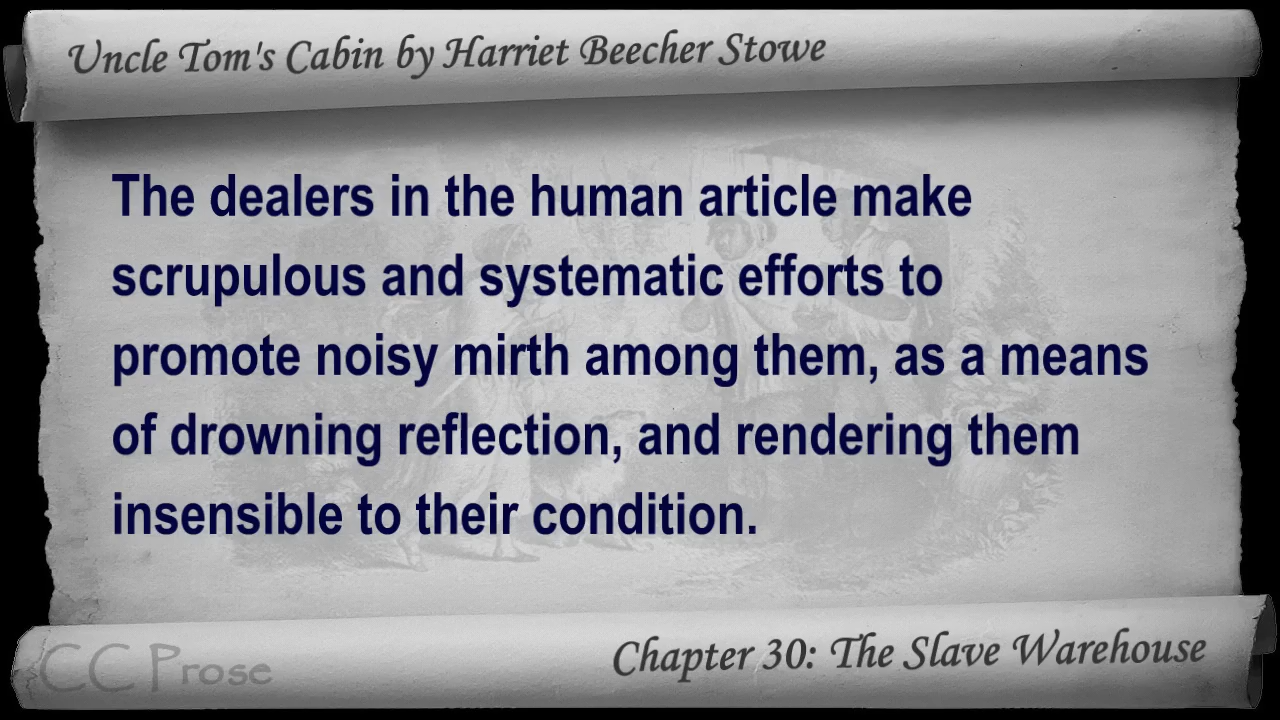 Uncle Tom's Cabin by Harriet Beecher Stowe
The dealers in the human article make
scrupulous and systematic efforts to
promote noisy mirth among them, as a means
of drowning reflection, and rendering them
insensible to their condition.
CC Prose
Chapter 30: The Slave Warehouse